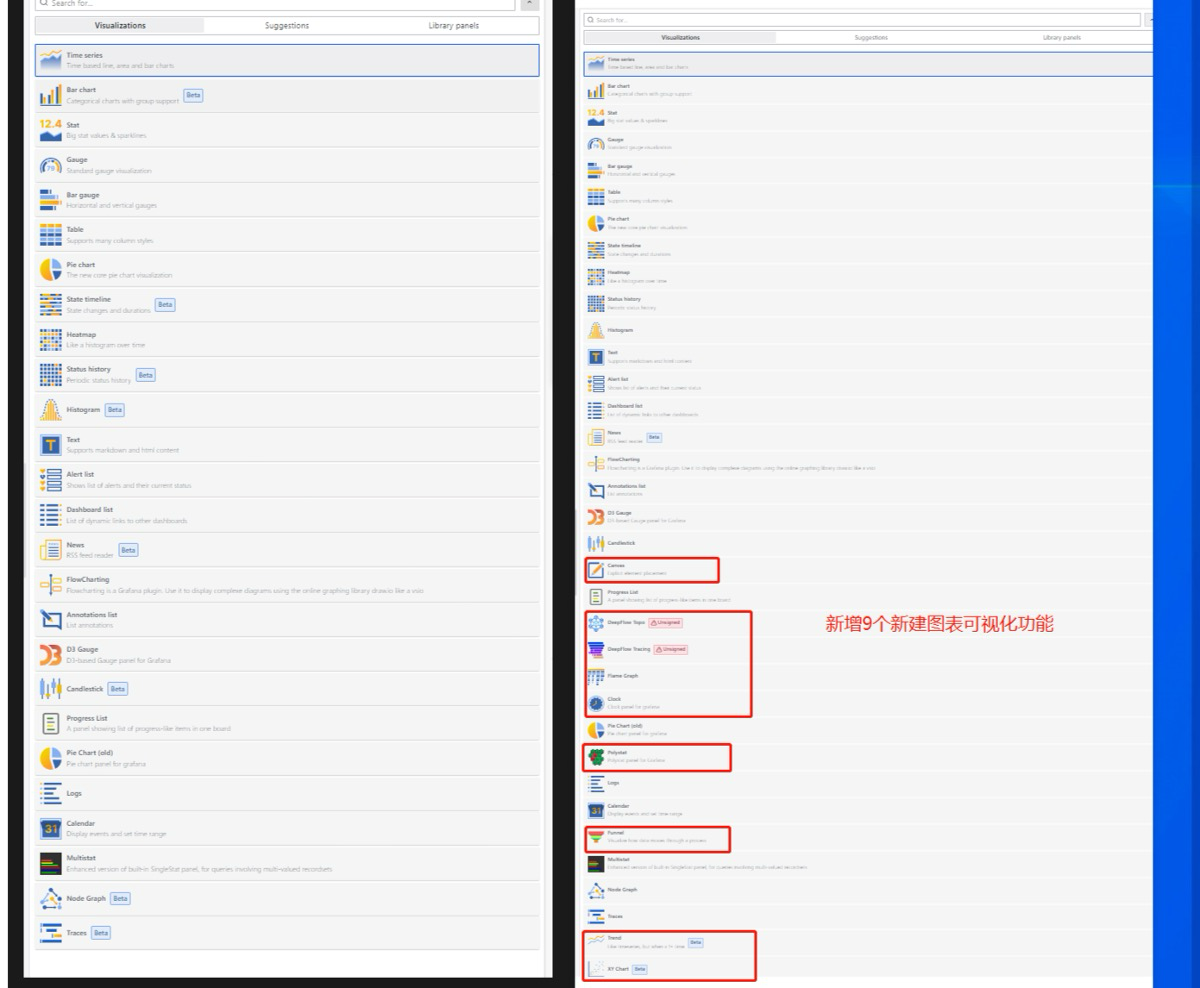 Search for...
Visualizations
Suggestions
Library panels
Time series
Time based line, area and bar charts
Bar chart
Categorical charts with group support
Beta
12.4
Stat
Big stat values & sparklines
79
Gauge
Standard gauge visualization
Bar gauge
Horizontal and vertical gauges
Table
Supports many column styles
Pie chart
The new core pie chart visualization
State timeline
State changes and durations
Beta
Heatmap
Like a histogram over time
Status history
Periodic status history
Beta
Histogram
Beta
T
Text
Supports markdown and html content
Alert list
Shows list of alerts and their current status
Dashboard list
List of dynamic links to other dashboards
News
RSS feed reader
Beta
FlowCharting
Flowcharting is a Grafana plugin. Use it to display complexe diagrams using the online graphing library draw.io like a vsio
Annotations list
List annotations
D3
D3 Gauge
D3-based Gauge panel for Grafana
Candlestick
Beta
Progress List
A panel showing list of progress-like items in one board
Pie Chart (old)
Pie chart panel for grafana
Logs
31
Calendar
Display events and set time range
Multistat
Enhanced version of built-in SingleStat panel, for queries involving multi-valued recordsets
Node Graph
Beta
Traces
Beta
Search for...
Visualizations
Suggestions
Library panels
Time series
Time based line, area and bar charts
Bar chart
Categorical charts with group support
12.4
Stat
Big stat values & sparklines
79
Gauge
Standard gauge visualization
Bar gauge
Horizontal and vertical gauges
Table
Supports many column styles
Pie chart
The new core pie chart visualization
State timeline
State changes and durations
Heatmap
Like a histogram over time
Status history
Periodic status history
Histogram
T
Text
Supports markdown and html content
Alert list
Shows list of alerts and their current status
Dashboard list
List of dynamic links to other dashboards
News
RSS feed reader
Beta
FlowCharting
Flowcharting is a Grafana plugin. Use it to display complexe diagrams using the online graphing library draw.io like a vsio
Annotations list
List annotations
D3
D3 Gauge
D3-based Gauge panel for Grafana
Candlestick
Canvas
Explicit element placement
Progress List
A panel showing list of progress-like items in one board
DeepFlow Topo
Unsigned
新增9个新建图表可视化功能
DeepFlow Tracing
Unsigned
Flame Graph
Clock
Clock panel for grafana
Pie Chart (old)
Pie chart panel for grafana
Polystat
Polystat panel for Grafana
Logs
31
Calendar
Display events and set time range
Funnel
Visualize how data moves through a process
Multistat
Enhanced version of built-in SingleStat panel, for queries involving multi-valued recordsets
Node Graph
Traces
Trend
Like timeseries, but when x != time
Beta
XY Chart
Beta